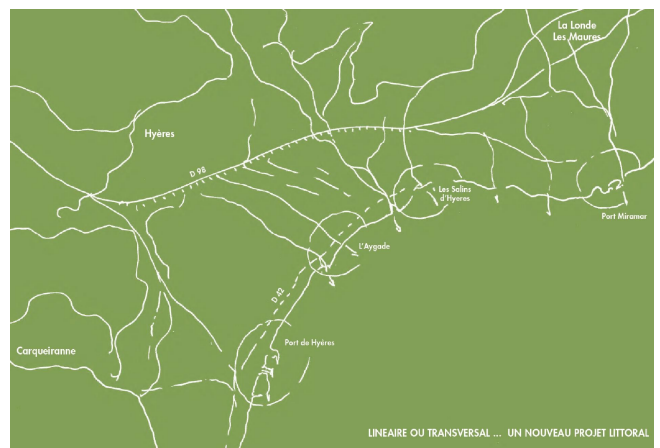 La Londe
Les Maures
Hyères
D 98
Les Salins
d'Hyeres
Port Miramar
L'Aygade
D 42
Port de Hyères
Carqueiranne
LINEAIRE OU TRANSVERSAL ... UN NOUVEAU PROJET LITTORAL